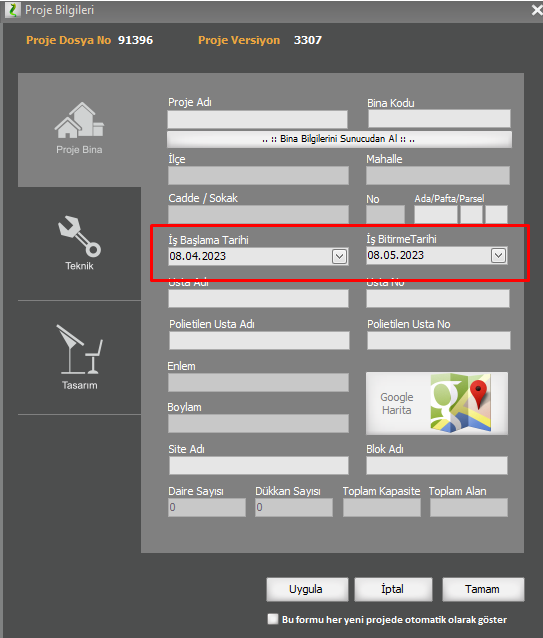 Proje Bilgileri
Proje Dosya No 91396 Proje Versiyon 3307
Proje Bina
Teknik
Tasarım
Proje Adı Bina Kodu
.. :: Bina Bilgilerini Sunucudan Al :: ..
İlçe Mahalle
Cadde / Sokak No Ada/Pafta/Parsel
İş Başlama Tarihi İş BitirmeTarihi
08.04.2023 08.05.2023
Usta Adı Usta No
Polietilen Usta Adı Polietilen Usta No
Enlem
Google
Harita
Boylam
Site Adı Blok Adı
Daire Sayısı Dükkan Sayısı Toplam Kapasite Toplam Alan
0 0
Uygula İptal Tamam
Bu formu her yeni projede otomatik olarak göster